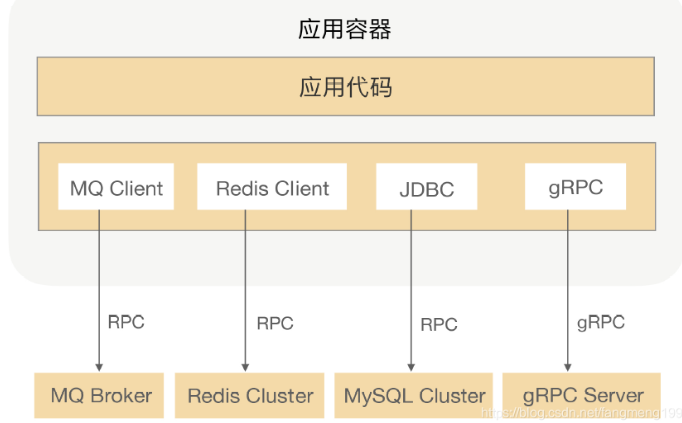 应用容器
应用代码
MQ Client
Redis Client
JDBC
gRPC
RPC
RPC
RPC
gRPC
MQ Broker
Redis Cluster
MySQL Cluster
gRPC Server
https://blog.csdn.net/fangmeng199